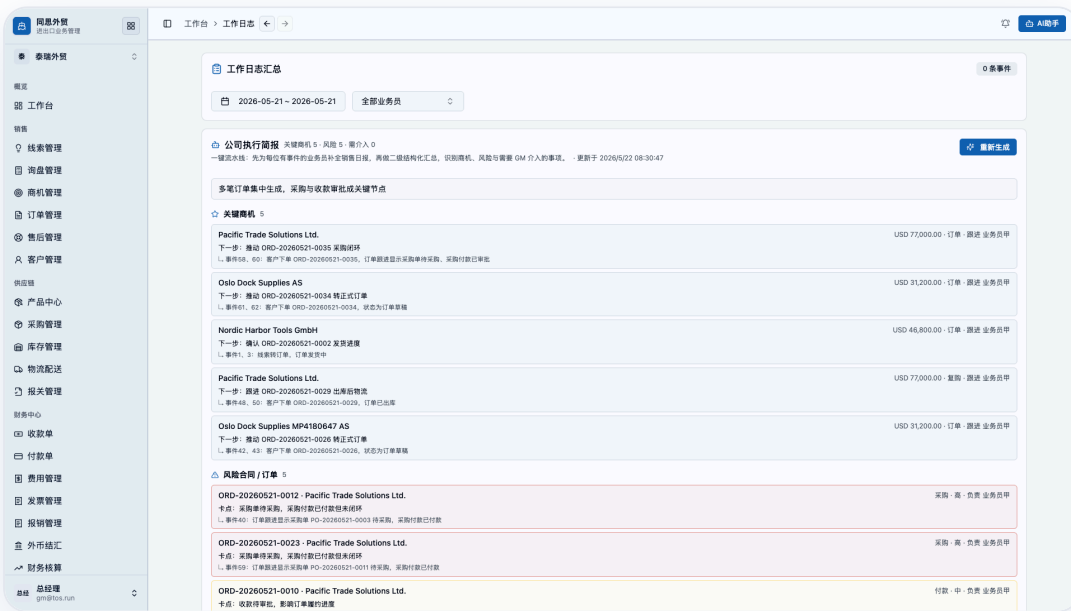 同恩外贸
进出口业务管理
泰 泰瑞外贸
概览
工作台
销售
线索管理
询盘管理
商机管理
订单管理
售后管理
客户管理
供应链
产品中心
采购管理
库存管理
物流配送
报关管理
财务中心
收款单
付款单
费用管理
发票管理
报销管理
外币结汇
财务核算
总经 总经理
gm@tos.run
工作台 > 工作日志
AI助手
工作日志汇总
0 条事件
2026-05-21 ~ 2026-05-21
全部业务员
公司执行简报 关键商机 5 · 风险 5 · 需介入 0
一键流水线：先为每位有事件的业务员补全销售日报，再做二级结构化汇总，识别商机、风险与需要 GM 介入的事项。 · 更新于 2026/5/22 08:30:47
重新生成
多笔订单集中生成，采购与收款审批成关键节点
关键商机 5
Pacific Trade Solutions Ltd.
USD 77,000.00 · 订单 · 跟进 业务员甲
下一步：推动 ORD-20260521-0035 采购闭环
事件58、60：客户下单 ORD-20260521-0035，订单跟进显示采购单待采购、采购付款已审批
Oslo Dock Supplies AS
USD 31,200.00 · 订单 · 跟进 业务员甲
下一步：推动 ORD-20260521-0034 转正式订单
事件61、62：客户下单 ORD-20260521-0034，状态为订单草稿
Nordic Harbor Tools GmbH
USD 46,800.00 · 订单 · 跟进 业务员甲
下一步：确认 ORD-20260521-0002 发货进度
事件1、3：线索转订单，订单发货中
Pacific Trade Solutions Ltd.
USD 77,000.00 · 复购 · 跟进 业务员甲
下一步：跟进 ORD-20260521-0029 出库后物流
事件48、50：客户下单 ORD-20260521-0029，订单已出库
Oslo Dock Supplies MP4180647 AS
USD 31,200.00 · 订单 · 跟进 业务员甲
下一步：推动 ORD-20260521-0026 转正式订单
事件42、43：客户下单 ORD-20260521-0026，状态为订单草稿
风险合同 / 订单 5
ORD-20260521-0012 · Pacific Trade Solutions Ltd.
采购 · 高 · 负责 业务员甲
卡点：采购单待采购，采购付款已付款但未闭环
事件40：订单跟进显示采购单 PO-20260521-0003 待采购，采购付款已付款
ORD-20260521-0023 · Pacific Trade Solutions Ltd.
采购 · 高 · 负责 业务员甲
卡点：采购单待采购，采购付款已付款但未闭环
事件59：订单跟进显示采购单 PO-20260521-0011 待采购，采购付款已付款
ORD-20260521-0010 · Pacific Trade Solutions Ltd.
付款 · 中 · 负责 业务员甲
卡点：收款待审批，影响订单履约进度